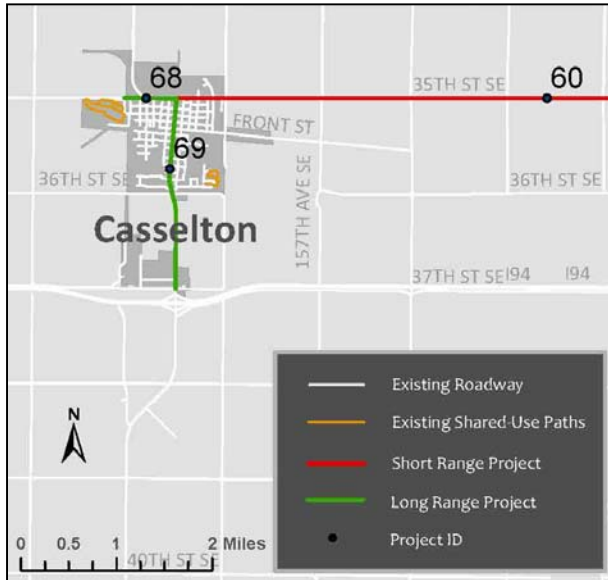 68
60
35TH ST SE
FRONT ST
69
36TH ST SE
36TH ST SE
Casselton
157TH AVE SE
37TH ST SE
I94
I94
Existing Roadway
Existing Shared-Use Paths
Short Range Project
Long Range Project
Project ID
N
0 0.5 1 2 Miles
40TH ST SE